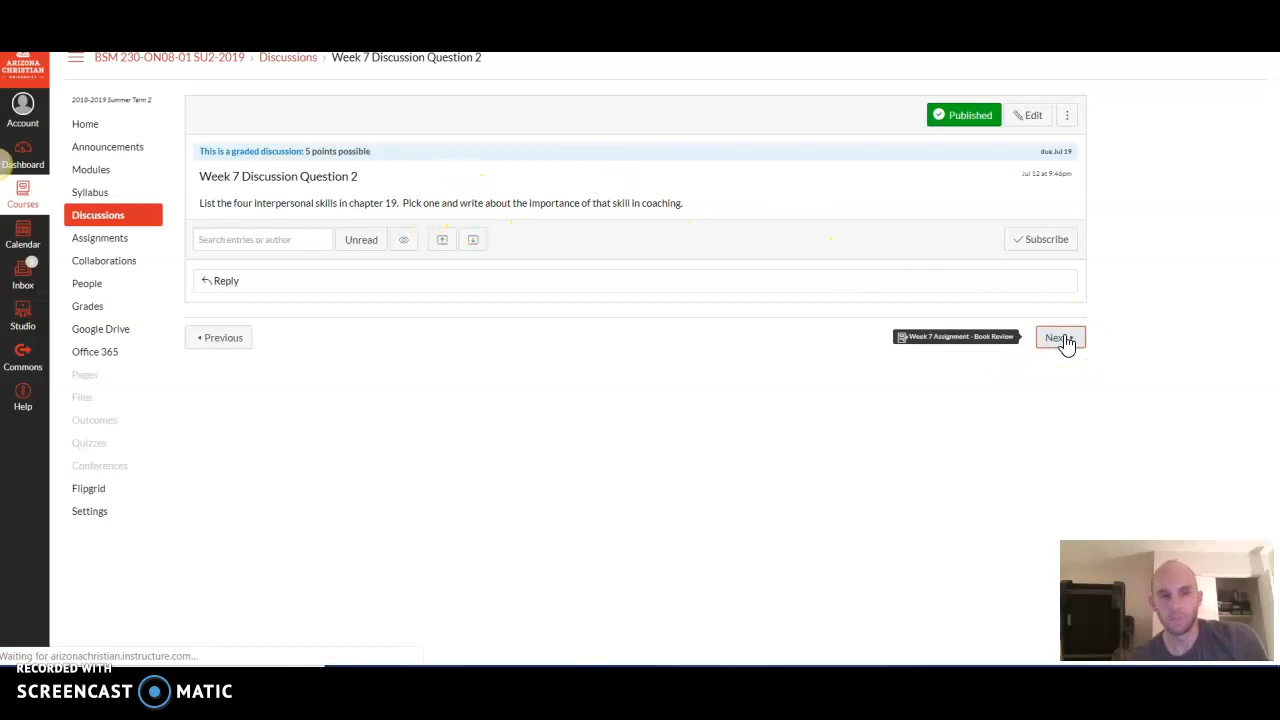 BSM 230-ON08-01 SU2-2019 › Discussions › Week 7 Discussion Question 2
ARIZONA
CHRISTIAN
UNIVERSITY
Account
Dashboard
Courses
Calendar
2
Inbox
Studio
Commons
Help
2018-2019 Summer Term 2
Home
Announcements
Modules
Syllabus
Discussions
Assignments
Collaborations
People
Grades
Google Drive
Office 365
Pages
Files
Outcomes
Quizzes
Conferences
Flipgrid
Settings
Published Edit
This is a graded discussion: 5 points possible due Jul 19
Week 7 Discussion Question 2 Jul 12 at 9:46pm
List the four interpersonal skills in chapter 19. Pick one and write about the importance of that skill in coaching.
Search entries or author Unread Subscribe
Reply
Previous Week 7 Assignment - Book Review
Waiting for arizonachristian.instructure.com...
RECORDED WITH
SCREENCAST MATIC